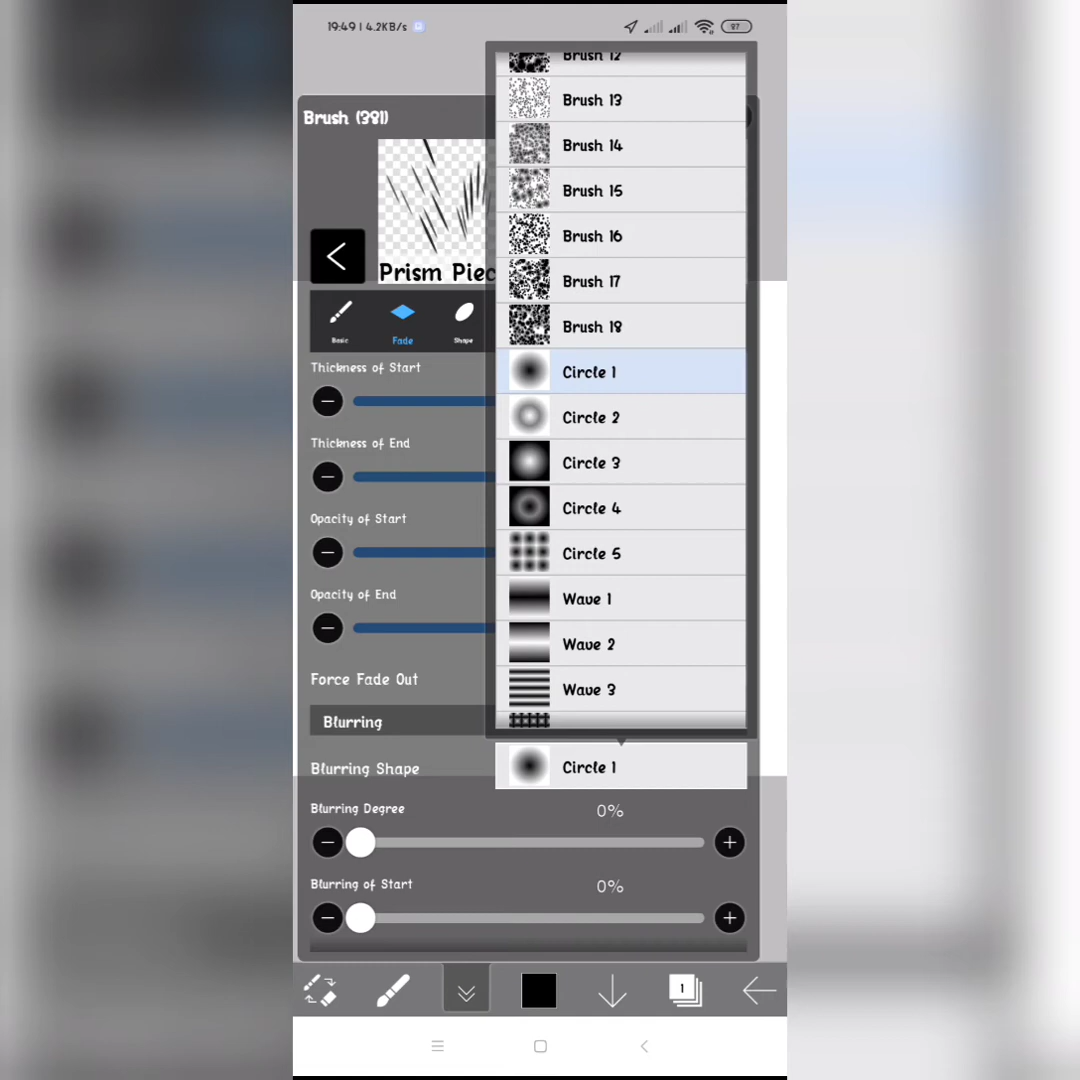 19:49 | 4.2KB/s
97
Brush 12
Brush 13
Brush (381)
Brush 14
Brush 15
Brush 16
Prism Piec
Brush 17
Brush 18
Basic
Fade
Shape
Thickness of Start
Circle 1
Circle 2
Thickness of End
Circle 3
Opacity of Start
Circle 4
Circle 5
Opacity of End
Wave 1
Wave 2
Force Fade Out
Wave 3
Blurring
Blurring Shape
Circle 1
Blurring Degree
0%
Blurring of Start
0%
1